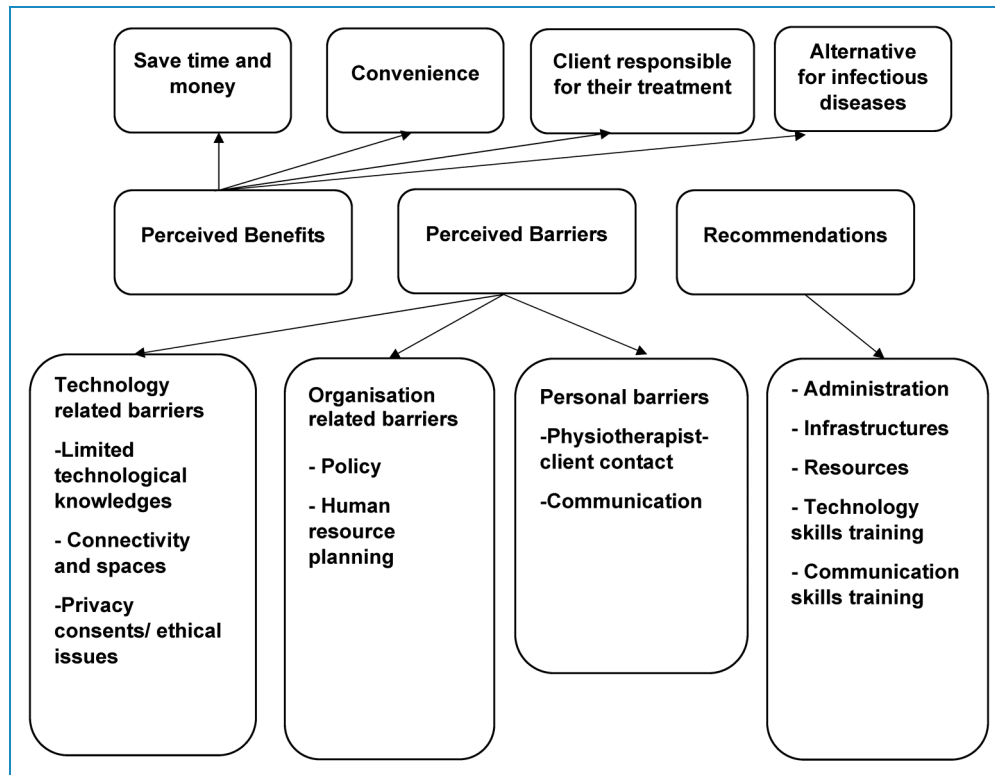 Save time and
money
Convenience
Client responsible
for their treatment
Alternative
for infectious
diseases
Perceived Benefits
Perceived Barriers
Recommendations
Technology
related barriers
-Limited
technological
knowledges
- Connectivity
and spaces
-Privacy
consents/ ethical
issues
Organisation
related barriers
- Policy
- Human
resource
planning
Personal barriers
-Physiotherapist-
client contact
-Communication
- Administration
- Infrastructures
- Resources
- Technology
skills training
- Communication
skills training